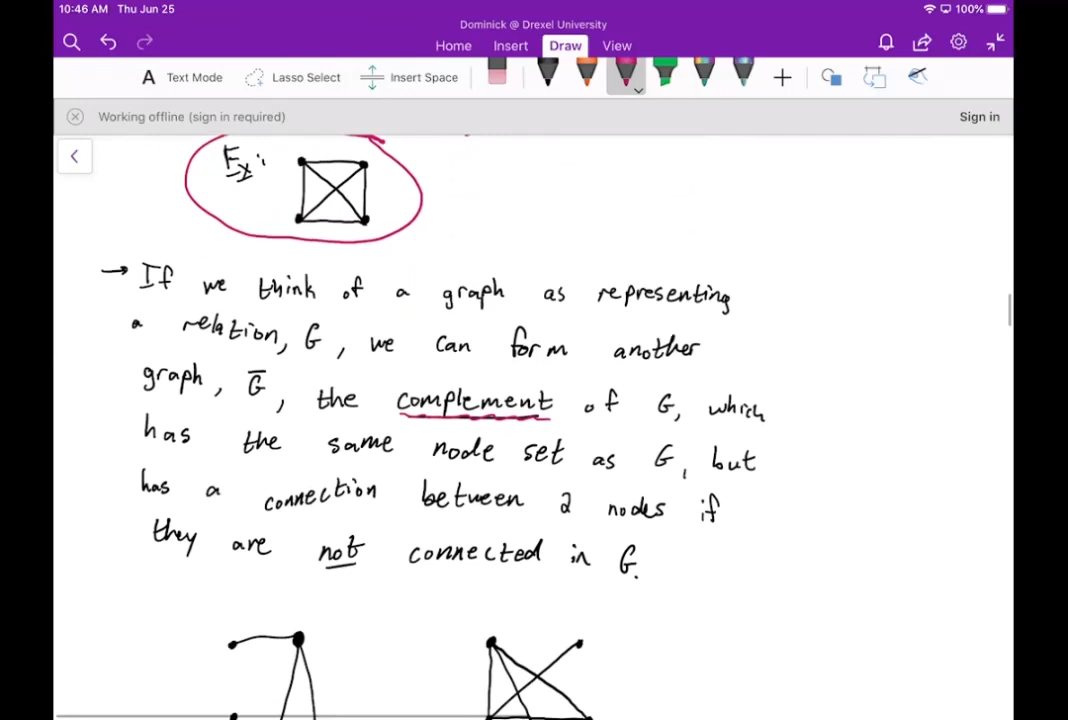 10:46 AM Thu Jun 25
100%
Dominick @ Drexel University
Home Insert Draw View
A Text Mode Lasso Select Insert Space
Working offline (sign in required) Sign in
Ex:
→ If we think of a graph as representing
a relation, G, we can form another
graph, G̅, the complement of G, which
has the same node set as G, but
has a connection between 2 nodes if
they are not connected in G.